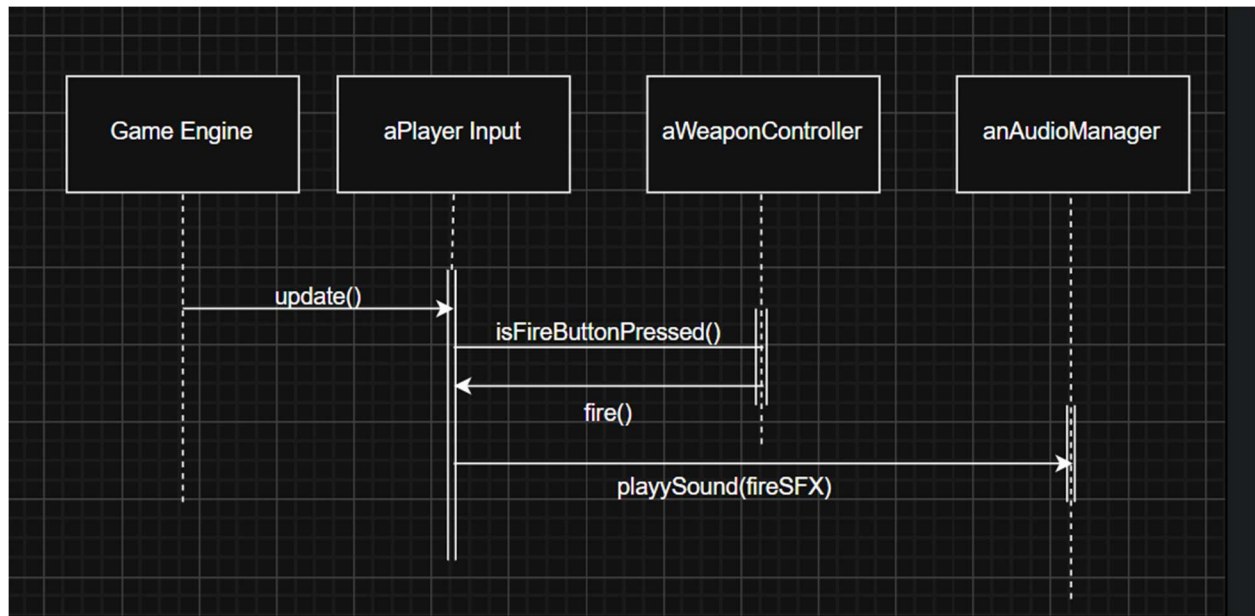 Game Engine
aPlayer Input
aWeaponController
anAudioManager
update()
isFireButtonPressed()
fire()
playySound(fireSFX)